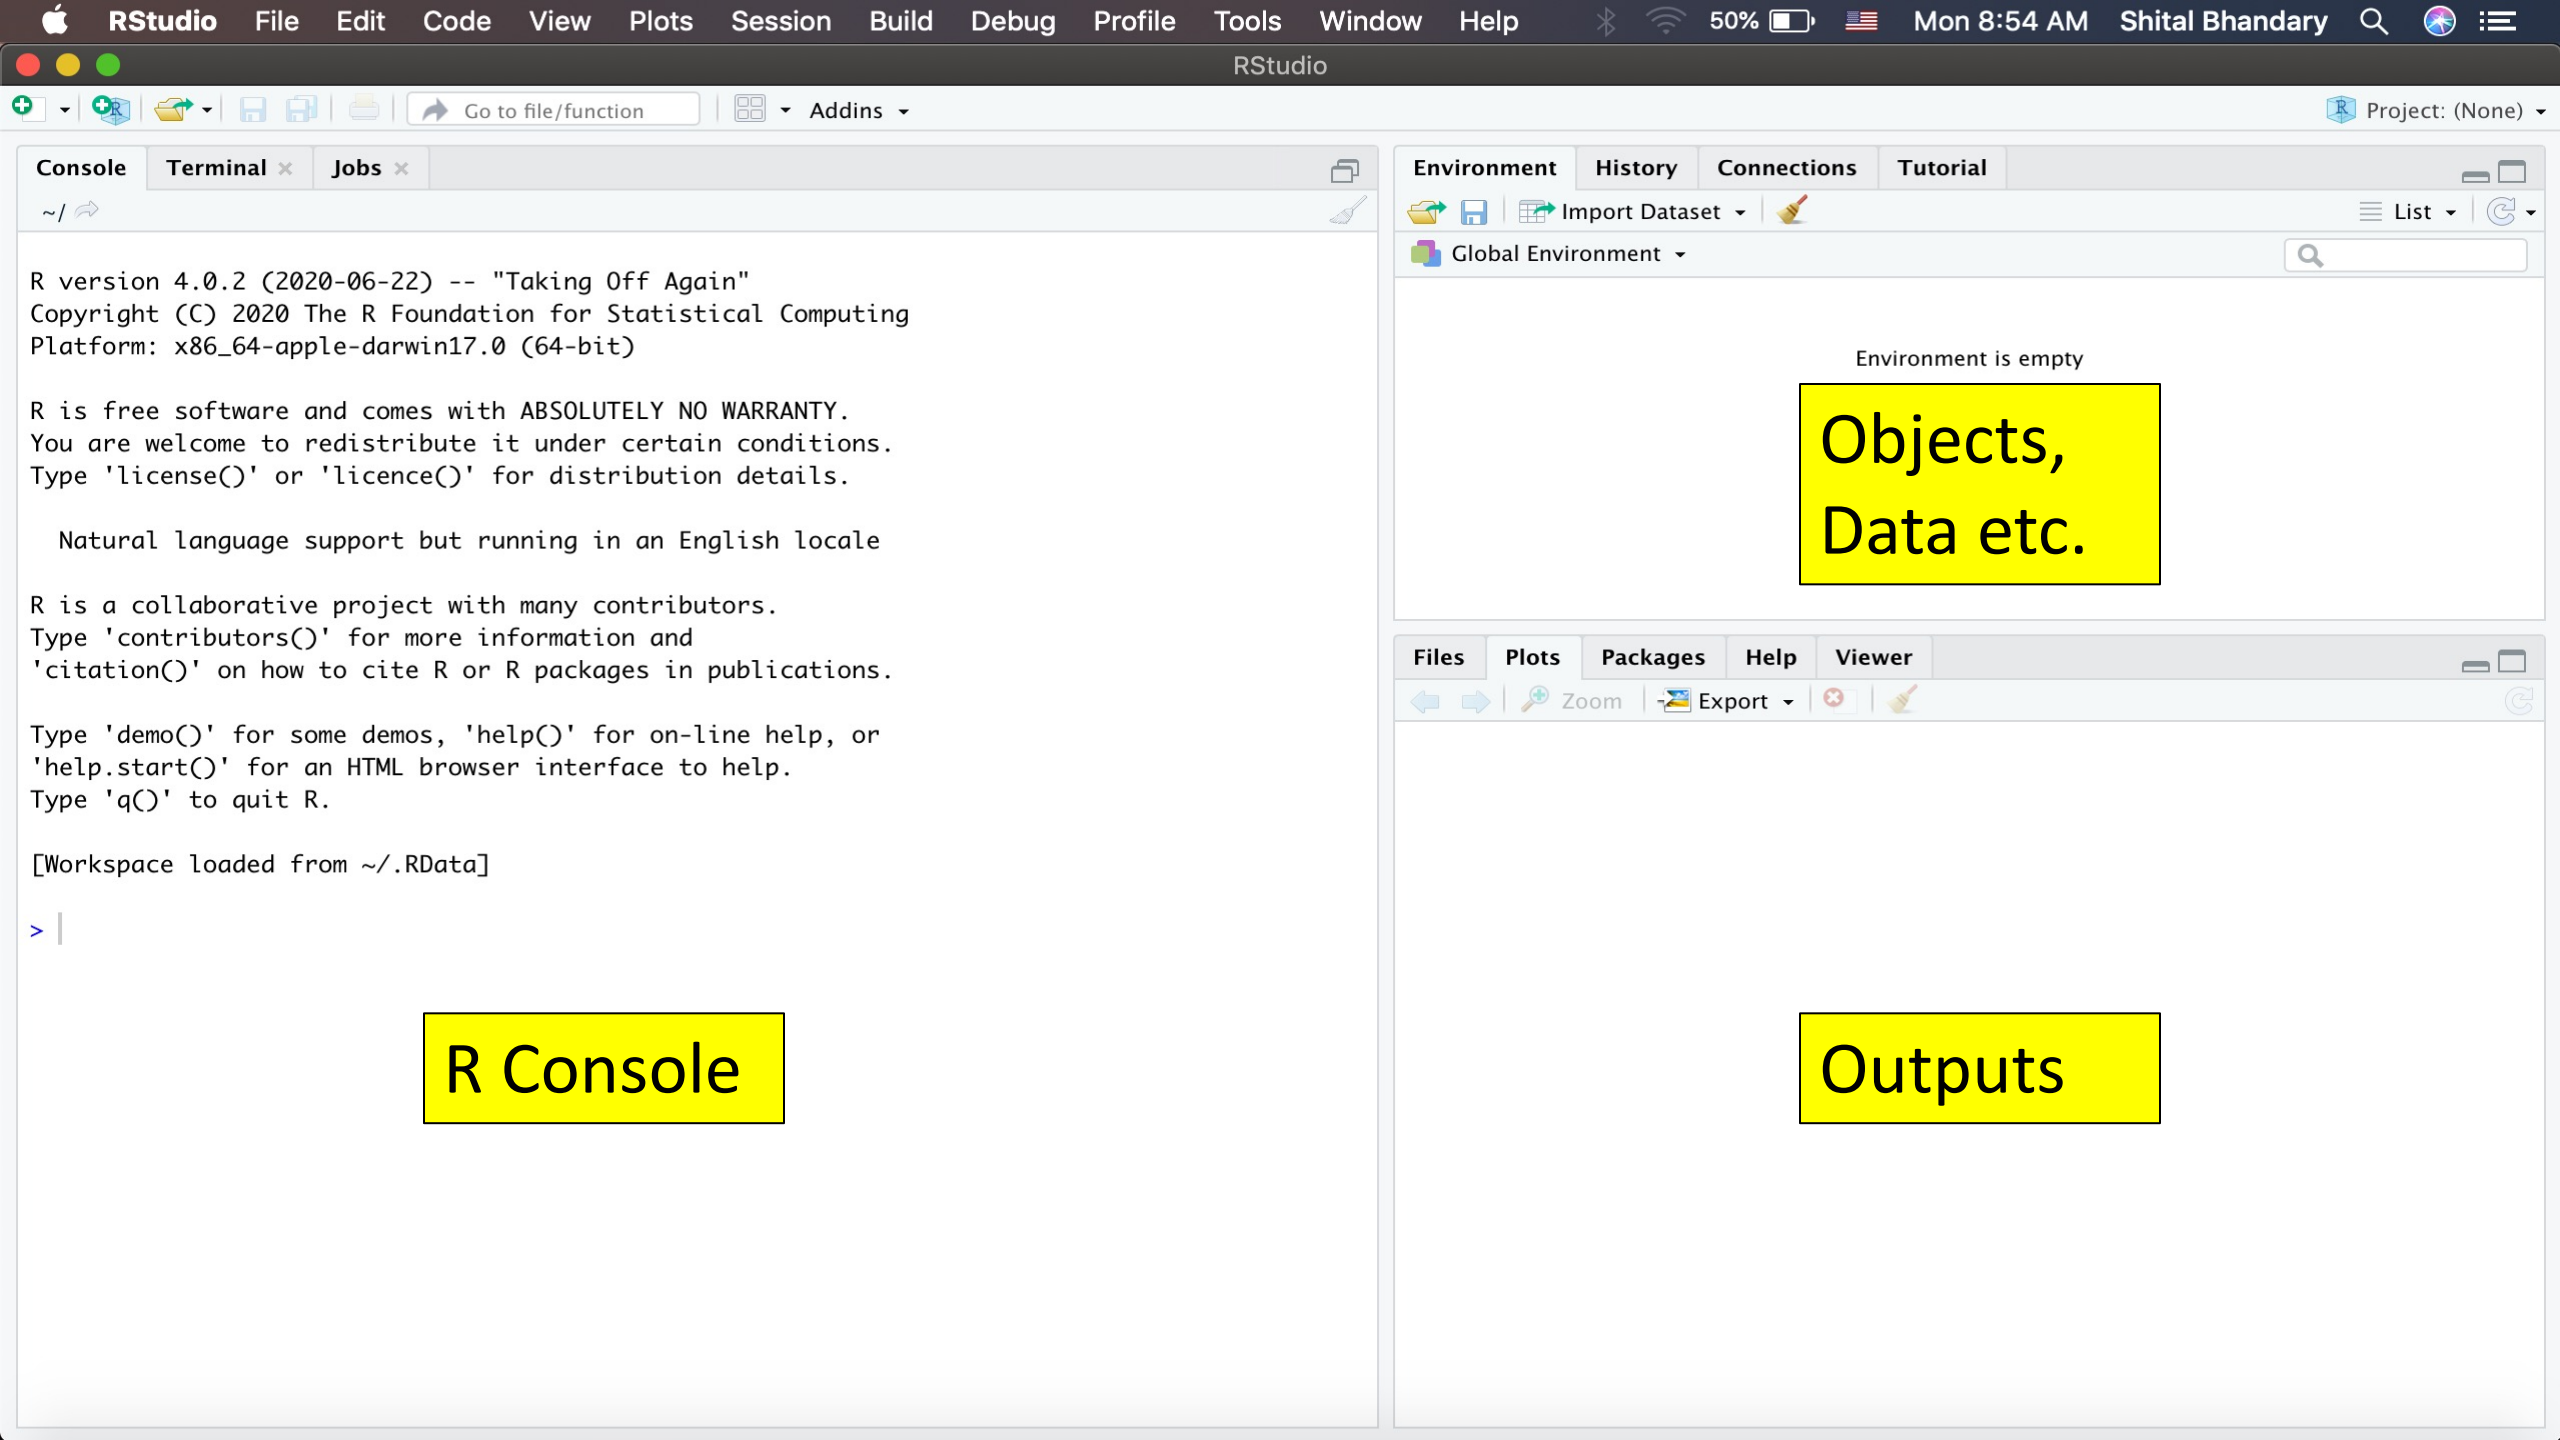 RStudio File Edit Code View Plots Session Build Debug Profile Tools Window Help 50% Mon 8:54 AM Shital Bhandary
RStudio
Go to file/function Addins Project: (None)
Console Terminal Jobs
~/
R version 4.0.2 (2020-06-22) -- "Taking Off Again"
Copyright (C) 2020 The R Foundation for Statistical Computing
Platform: x86_64-apple-darwin17.0 (64-bit)
R is free software and comes with ABSOLUTELY NO WARRANTY.
You are welcome to redistribute it under certain conditions.
Type 'license()' or 'licence()' for distribution details.
Natural language support but running in an English locale
R is a collaborative project with many contributors.
Type 'contributors()' for more information and
'citation()' on how to cite R or R packages in publications.
Type 'demo()' for some demos, 'help()' for on-line help, or
'help.start()' for an HTML browser interface to help.
Type 'q()' to quit R.
[Workspace loaded from ~/.RData]
>
R Console
Environment History Connections Tutorial
Import Dataset List
Global Environment
Environment is empty
Objects,
Data etc.
Files Plots Packages Help Viewer
Zoom Export
Outputs